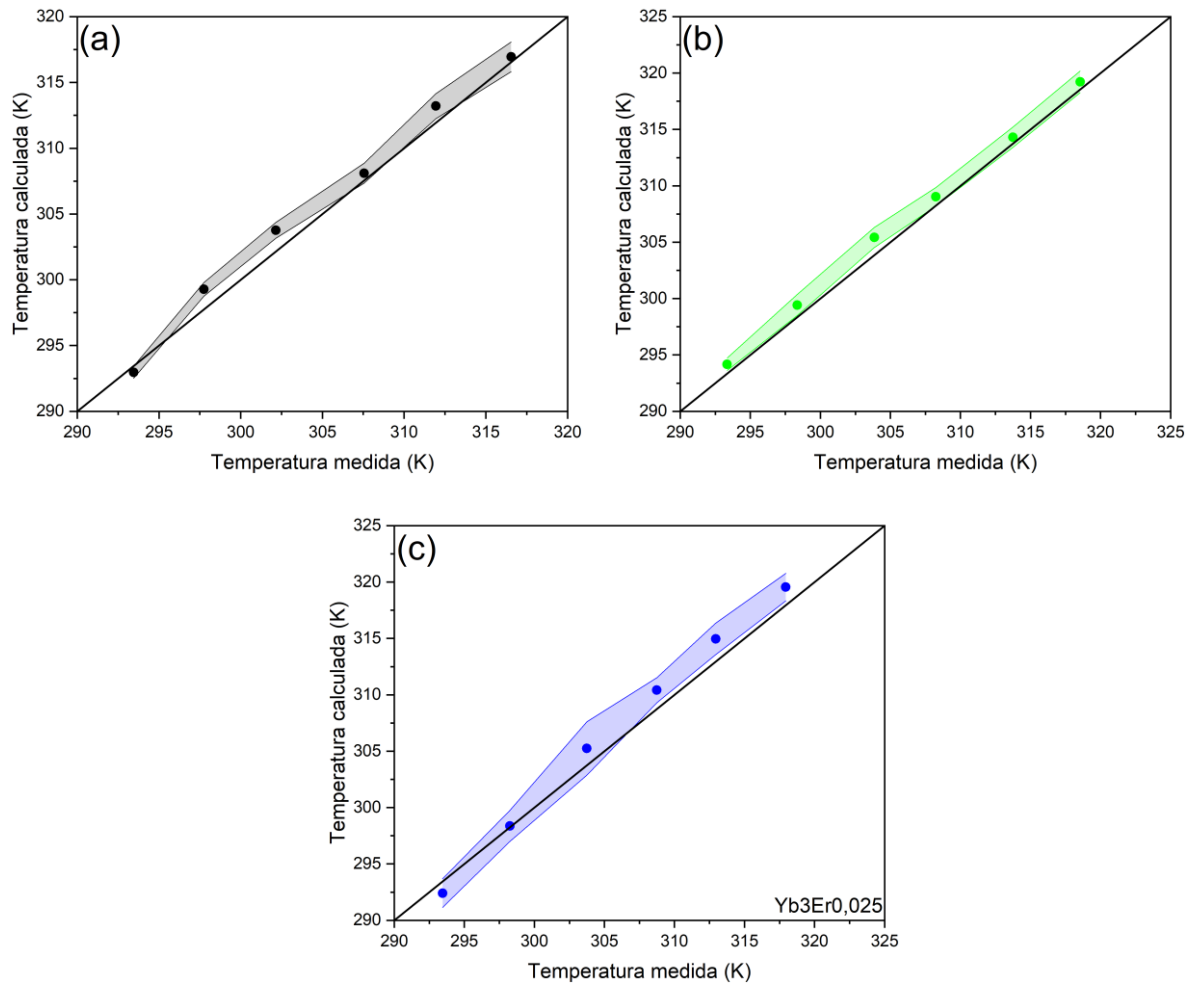 (a)
Temperatura calculada (K)
320
315
310
305
300
295
290
290 295 300 305 310 315 320
Temperatura medida (K)
(b)
Temperatura calculada (K)
325
320
315
310
305
300
295
290
290 295 300 305 310 315 320 325
Temperatura medida (K)
(c)
Temperatura calculada (K)
325
320
315
310
305
300
295
290
Yb3Er0,025
290 295 300 305 310 315 320 325
Temperatura medida (K)